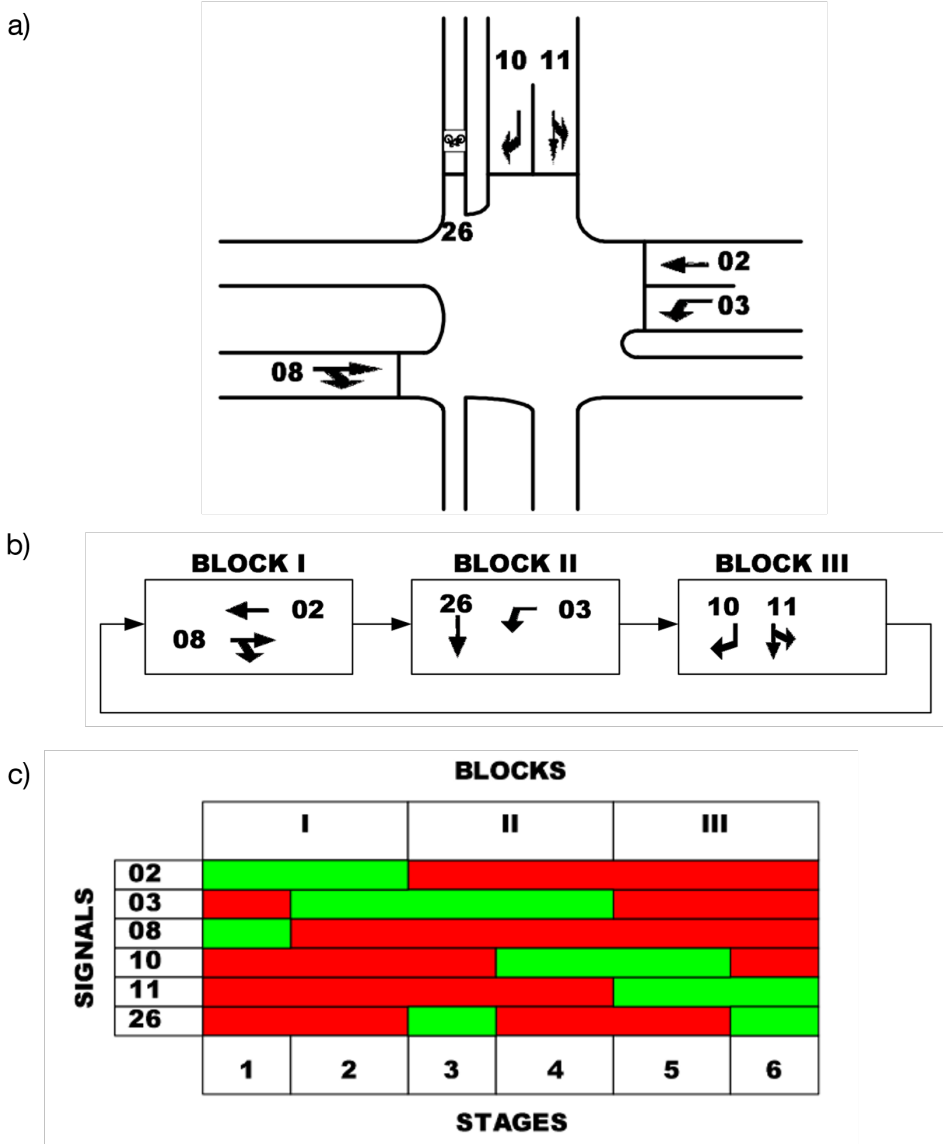 a)
10 11
26
02
03
08
b)
BLOCK I BLOCK II BLOCK III
02 26 03 10 11
08
c)
BLOCKS
I II III
SIGNALS
02
03
08
10
11
26
1 2 3 4 5 6
STAGES